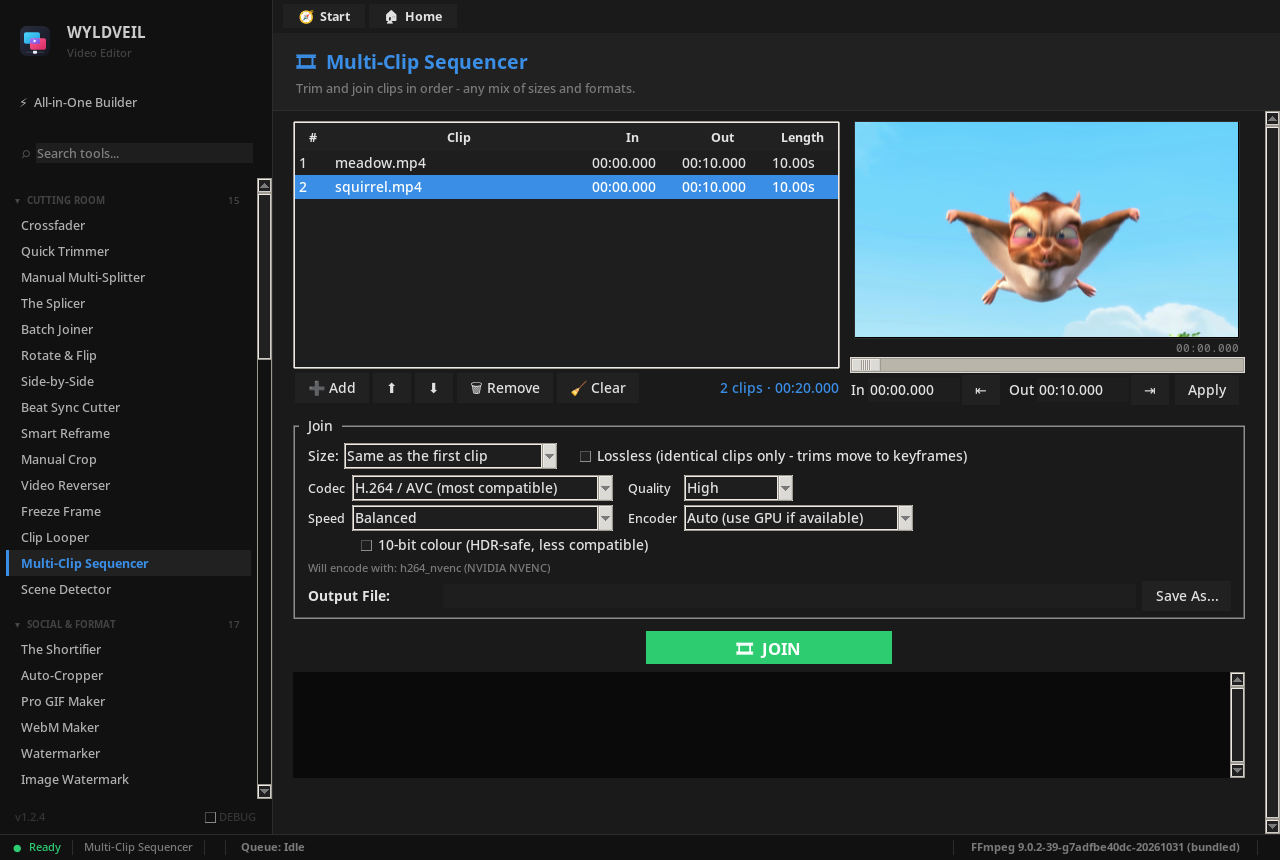 WYLDVEIL
Video Editor
⚡ All-in-One Builder
Search tools...
CUTTING ROOM 15
Crossfader
Quick Trimmer
Manual Multi-Splitter
The Splicer
Batch Joiner
Rotate & Flip
Side-by-Side
Beat Sync Cutter
Smart Reframe
Manual Crop
Video Reverser
Freeze Frame
Clip Looper
Multi-Clip Sequencer
Scene Detector
SOCIAL & FORMAT 17
The Shortifier
Auto-Cropper
Pro GIF Maker
WebM Maker
Watermarker
Image Watermark
v1.2.4 DEBUG
Start Home
Multi-Clip Sequencer
Trim and join clips in order - any mix of sizes and formats.
# Clip In Out Length
1 meadow.mp4 00:00.000 00:10.000 10.00s
2 squirrel.mp4 00:00.000 00:10.000 10.00s
00:00.000
Add ⬆ ⬇ Remove Clear 2 clips · 00:20.000
In 00:00.000 ⇤ Out 00:10.000 ⇥ Apply
Join
Size: Same as the first clip Lossless (identical clips only - trims move to keyframes)
Codec H.264 / AVC (most compatible) Quality High
Speed Balanced Encoder Auto (use GPU if available)
10-bit colour (HDR-safe, less compatible)
Will encode with: h264_nvenc (NVIDIA NVENC)
Output File: Save As...
JOIN
Ready Multi-Clip Sequencer Queue: Idle FFmpeg 9.0.2-39-g7adfbe40dc-20261031 (bundled)